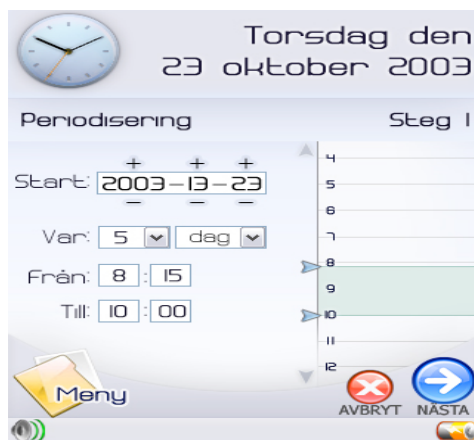 Torsdag den
23 oktober 2003
Periodisering
Steg 1
+ + +
Start: 2003-13-23
- - -
Var: 5 dag
Från: 8 : 15
Till: 10 : 00
4
5
6
7
8
9
10
11
12
Meny
AVBRYT
NÄSTA